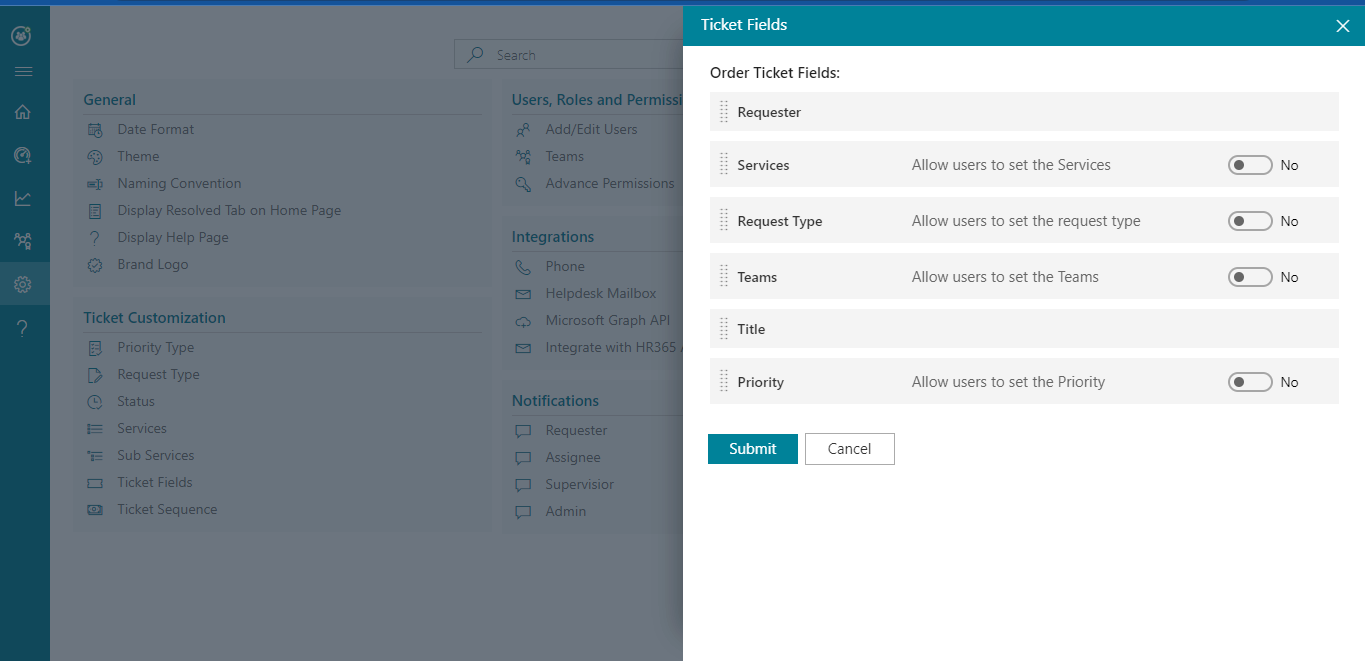 Search
General
Date Format
Theme
Naming Convention
Display Resolved Tab on Home Page
Display Help Page
Brand Logo
Ticket Customization
Priority Type
Request Type
Status
Services
Sub Services
Ticket Fields
Ticket Sequence
Users, Roles and Permissi
Add/Edit Users
Teams
Advance Permissions
Integrations
Phone
Helpdesk Mailbox
Microsoft Graph API
Integrate with HR365
Notifications
Requester
Assignee
Supervisior
Admin
Ticket Fields
Order Ticket Fields:
Requester
Services Allow users to set the Services No
Request Type Allow users to set the request type No
Teams Allow users to set the Teams No
Title
Priority Allow users to set the Priority No
Submit Cancel